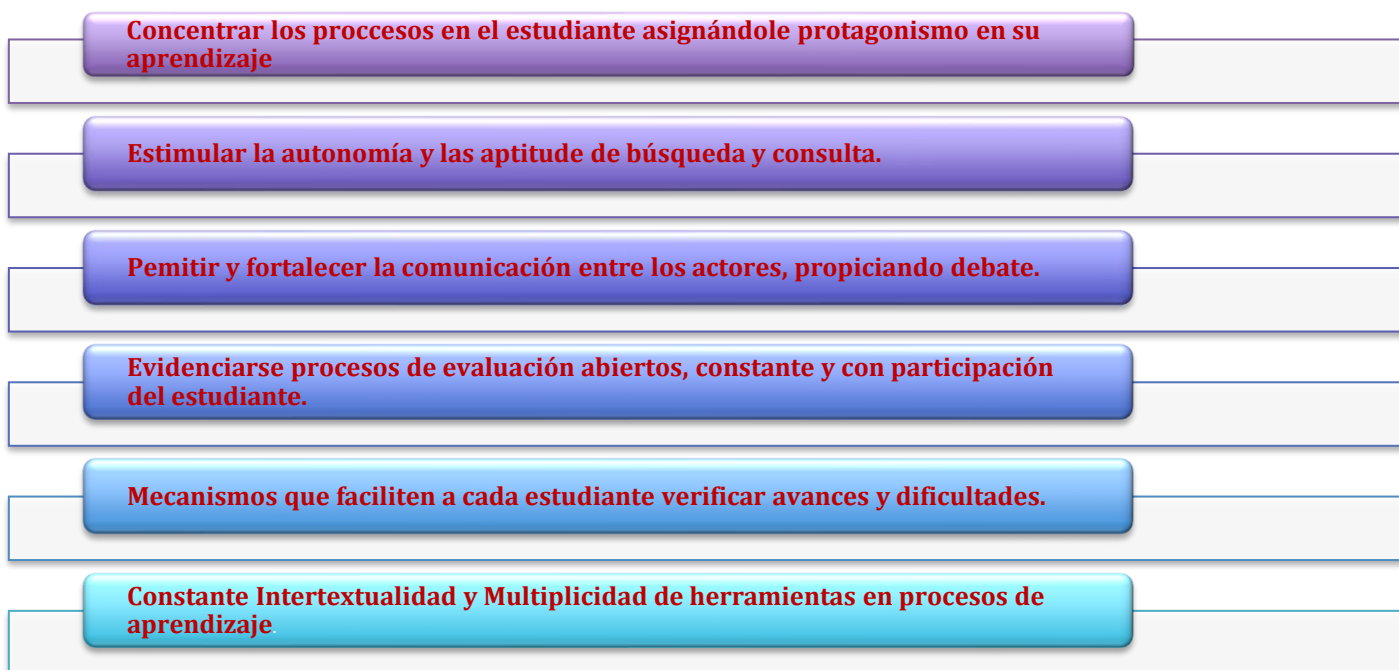 Concentrar los proccesos en el estudiante asignándole protagonismo en su
aprendizaje
Estimular la autonomía y las aptitude de búsqueda y consulta.
Pemitir y fortalecer la comunicación entre los actores, propiciando debate.
Evidenciarse procesos de evaluación abiertos, constante y con participación
del estudiante.
Mecanismos que faciliten a cada estudiante verificar avances y dificultades.
Constante Intertextualidad y Multiplicidad de herramientas en procesos de
aprendizaje.